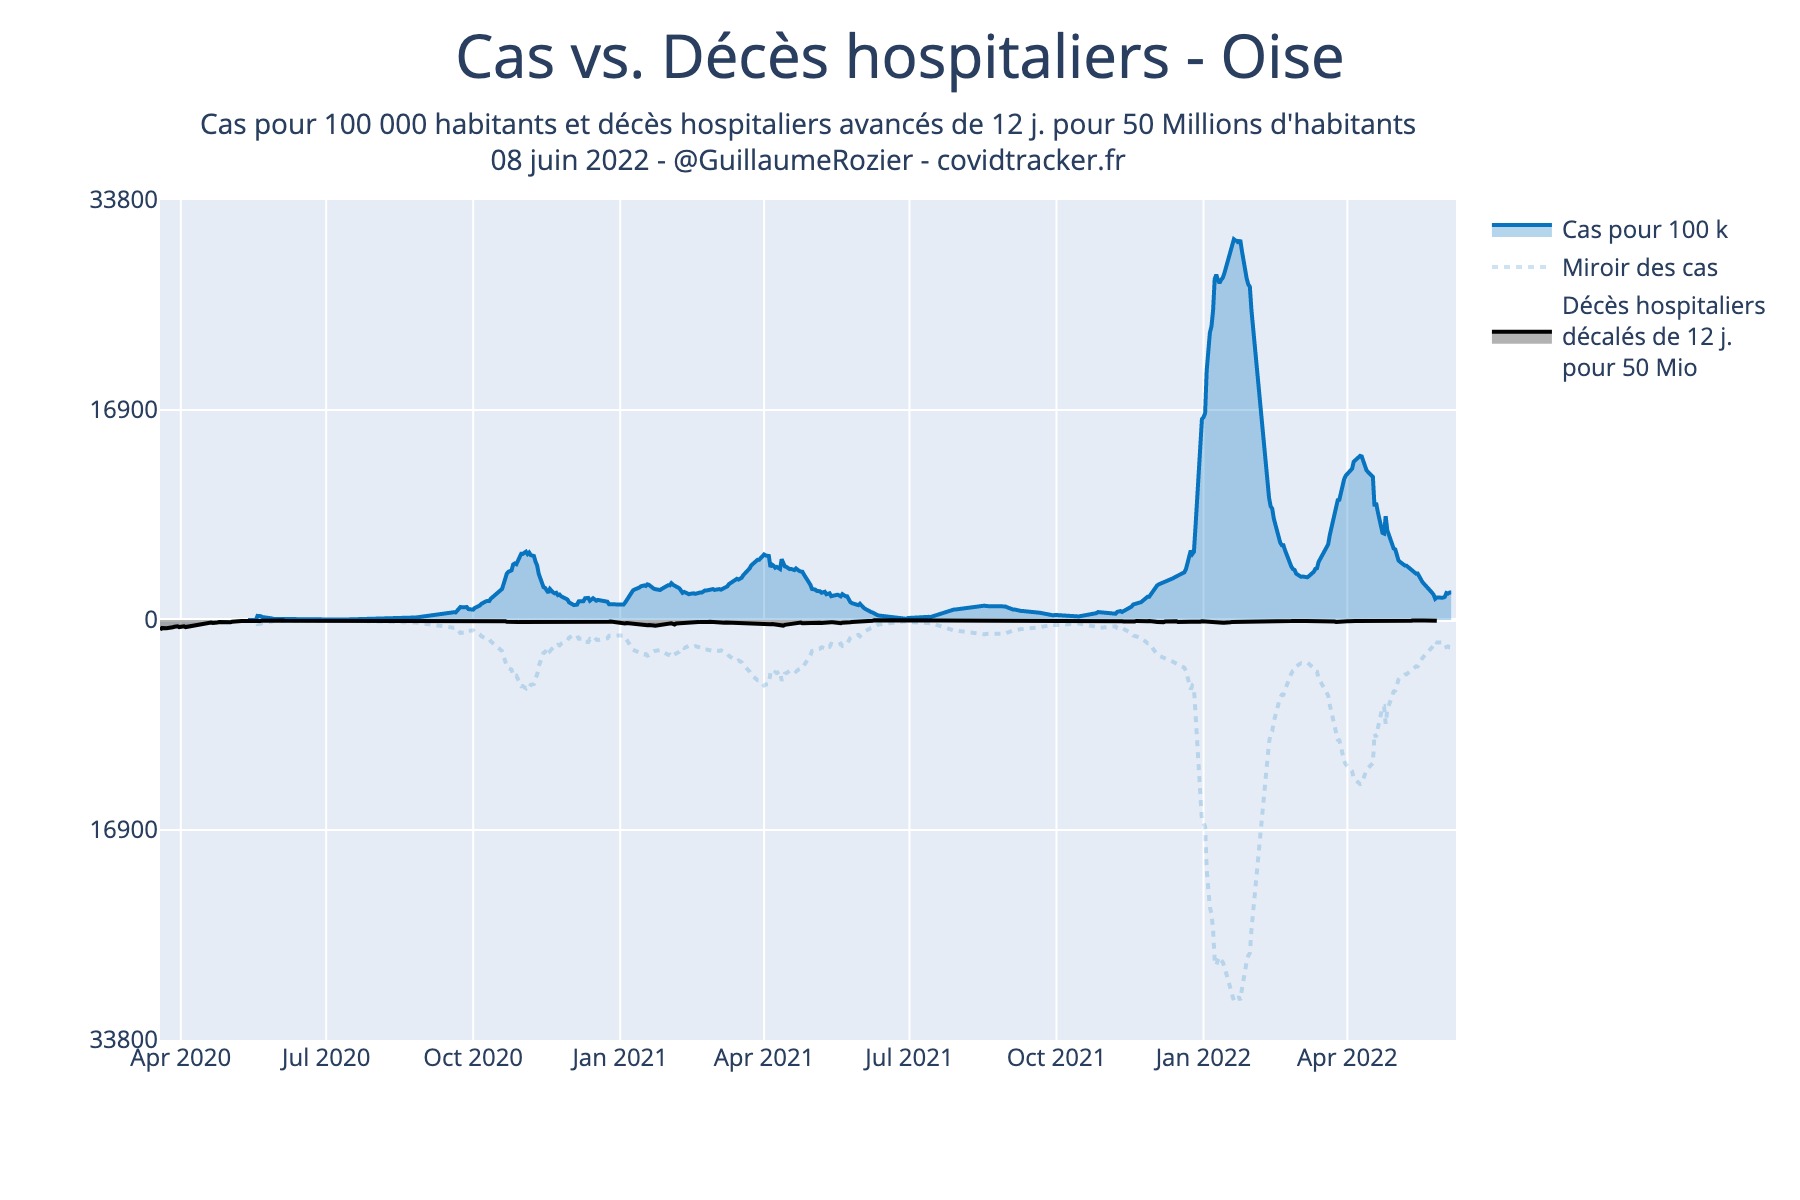 Cas vs. Décès hospitaliers - Oise
Cas pour 100 000 habitants et décès hospitaliers avancés de 12 j. pour 50 Millions d'habitants
08 juin 2022 - @GuillaumeRozier - covidtracker.fr
33800
16900
0
16900
33800
Apr 2020
Jul 2020
Oct 2020
Jan 2021
Apr 2021
Jul 2021
Oct 2021
Jan 2022
Apr 2022
Cas pour 100 k
Miroir des cas
Décès hospitaliers
décalés de 12 j.
pour 50 Mio